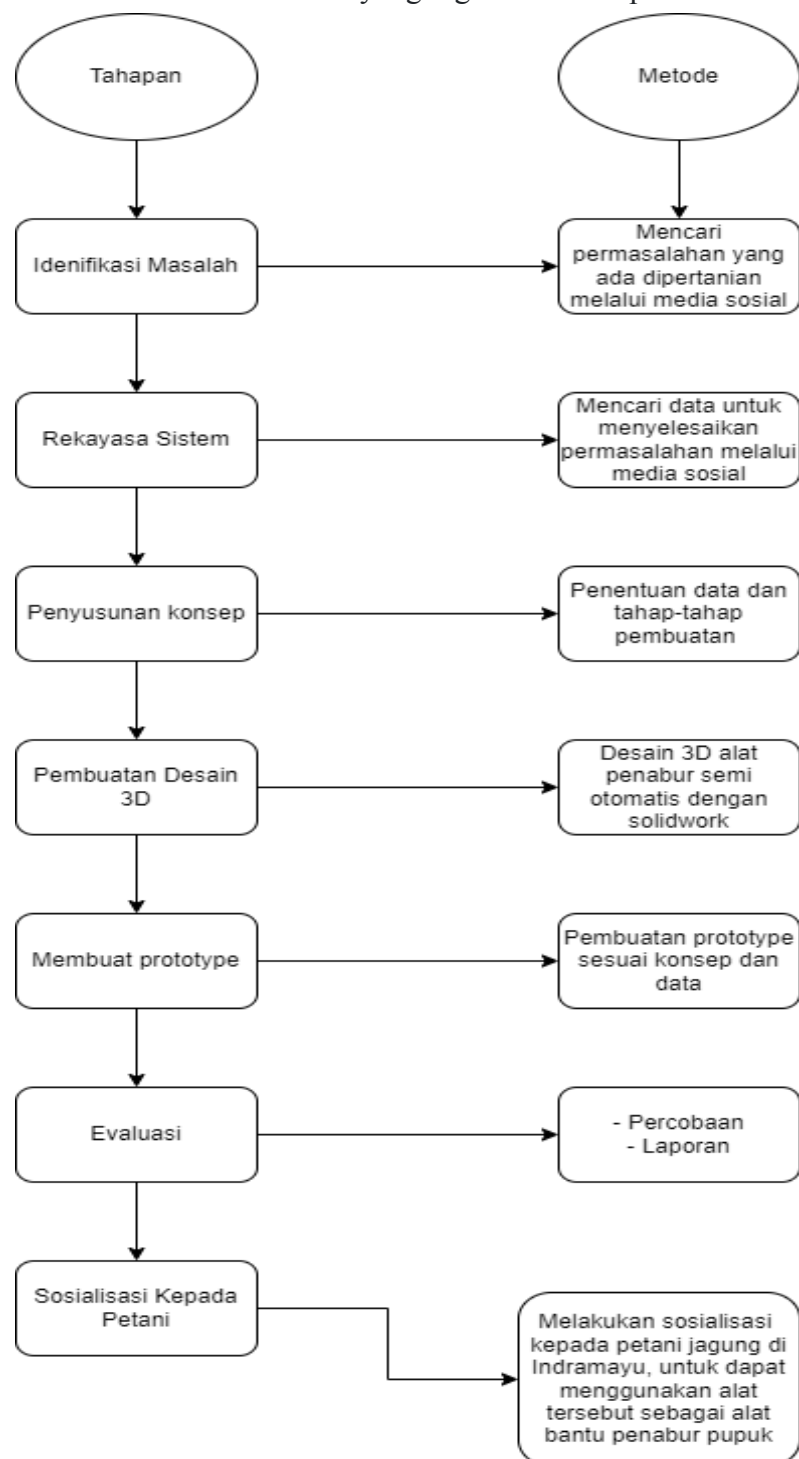 Tahapan
Metode
Idenifikasi Masalah
Mencari
permasalahan yang
ada dipertanian
melalui media sosial
Rekayasa Sistem
Mencari data untuk
menyelesaikan
permasalahan melalui
media sosial
Penyusunan konsep
Penentuan data dan
tahap-tahap
pembuatan
Pembuatan Desain
3D
Desain 3D alat
penabur semi
otomatis dengan
solidwork
Membuat prototype
Pembuatan prototype
sesuai konsep dan
data
Evaluasi
- Percobaan
- Laporan
Sosialisasi Kepada
Petani
Melakukan sosialisasi
kepada petani jagung di
Indramayu, untuk dapat
menggunakan alat
tersebut sebagai alat
bantu penabur pupuk